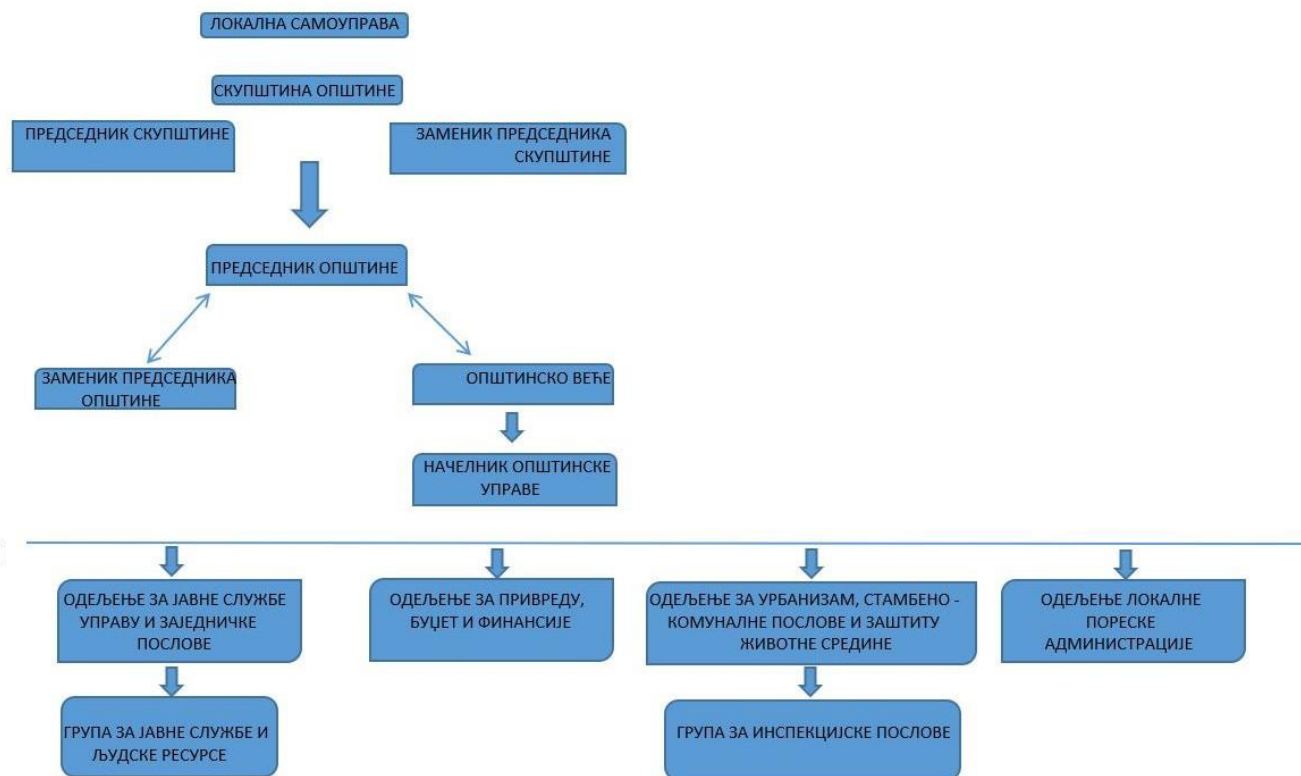 ЛОКАЛНА САМОУПРАВА
СКУПШТИНА ОПШТИНЕ
ПРЕДСЕДНИК СКУПШТИНЕ
ЗАМЕНИК ПРЕДСЕДНИКА
СКУПШТИНЕ
ПРЕДСЕДНИК ОПШТИНЕ
ЗАМЕНИК ПРЕДСЕДНИКА
ОПШТИНЕ
ОПШТИНСКО ВЕЋЕ
НАЧЕЛНИК ОПШТИНСКЕ
УПРАВЕ
ОДЕЉЕЊЕ ЗА ЈАВНЕ СЛУЖБЕ
УПРАВУ И ЗАЈЕДНИЧКЕ
ПОСЛОВЕ
ОДЕЉЕЊЕ ЗА ПРИВРЕДУ,
БУЏЕТ И ФИНАНСИЈЕ
ОДЕЉЕЊЕ ЗА УРБАНИЗАМ, СТАМБЕНО -
КОМУНАЛНЕ ПОСЛОВЕ И ЗАШТИТУ
ЖИВОТНЕ СРЕДИНЕ
ОДЕЉЕЊЕ ЛОКАЛНЕ
ПОРЕСКЕ
АДМИНИСТРАЦИЈЕ
ГРУПА ЗА ЈАВНЕ СЛУЖБЕ И
ЉУДСКЕ РЕСУРСЕ
ГРУПА ЗА ИНСПЕКЦИЈСКЕ ПОСЛОВЕ